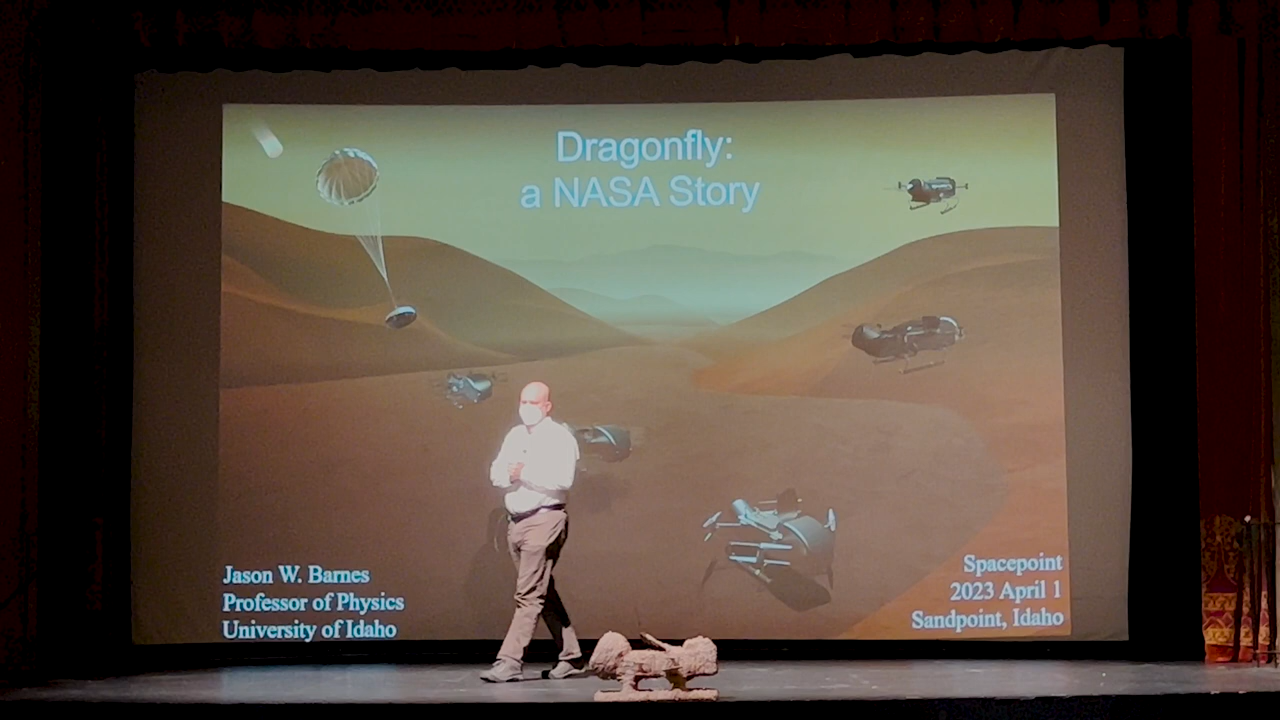 Dragonfly:
a NASA Story
Jason W. Barnes
Professor of Physics
University of Idaho
Spacepoint
2023 April 1
Sandpoint, Idaho